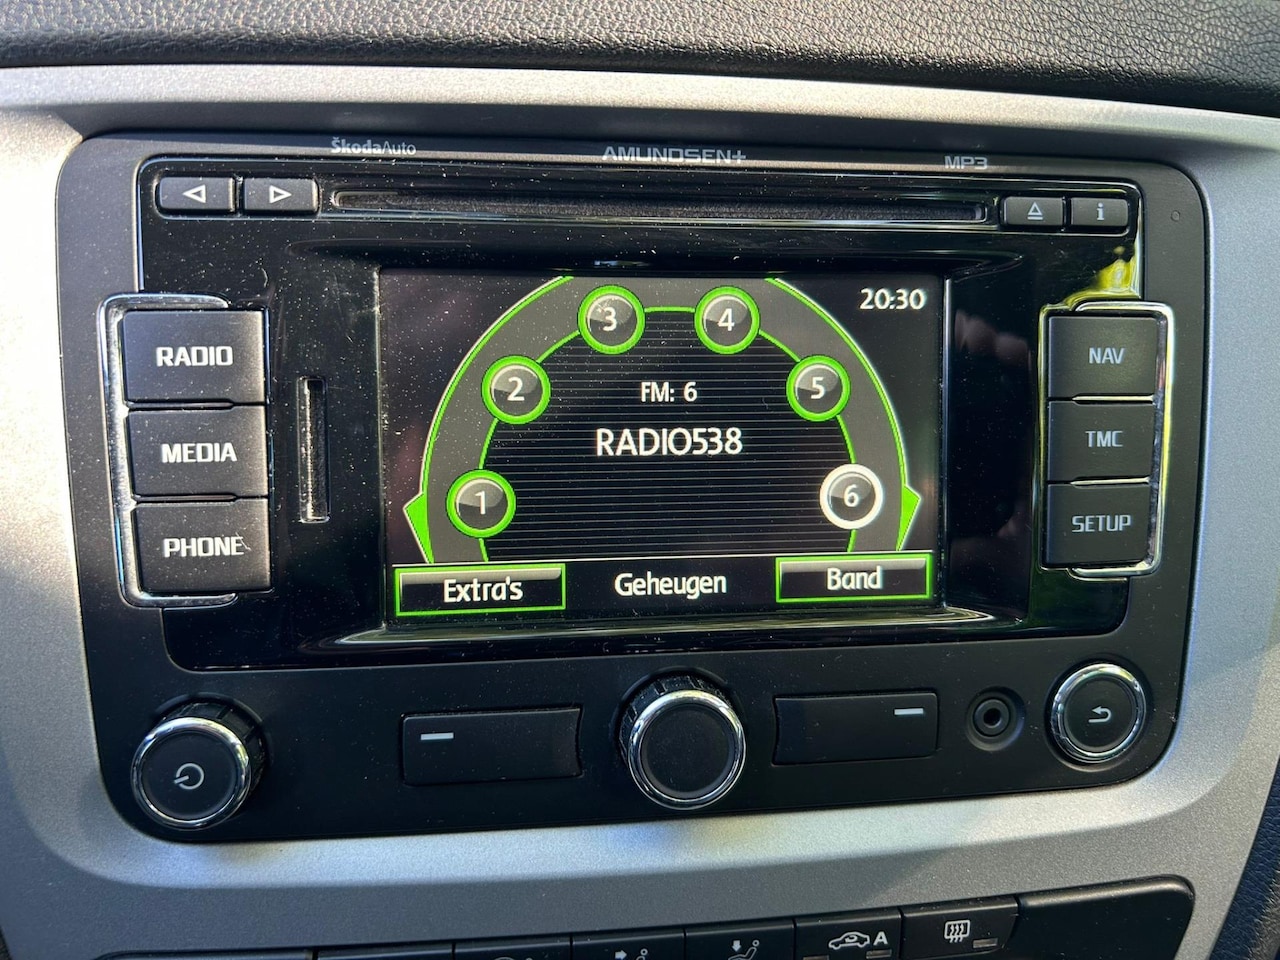 ŠkodaAuto
AMUNDSEN+
MP3
i
RADIO
MEDIA
PHONE
20:30
3
4
2
5
FM: 6
RADIO538
1
6
Extra's
Geheugen
Band
NAV
TMC
SETUP
A